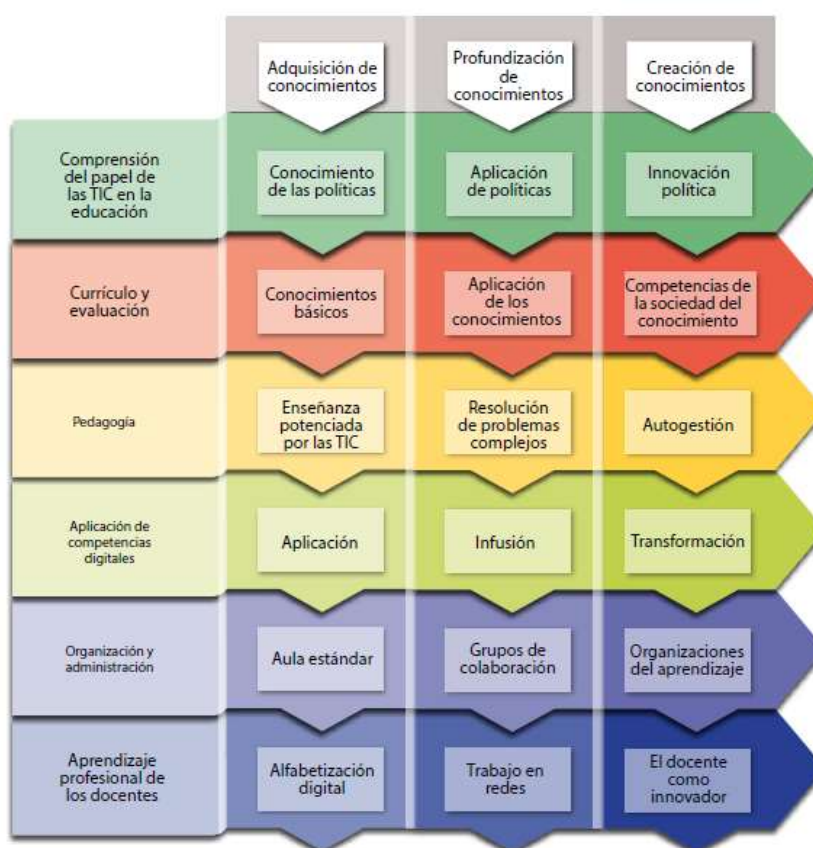 Adquisición de
conocimientos
Profundización
de
conocimientos
Creación de
conocimientos
Comprensión
del papel de
las TIC en la
educación
Conocimiento
de las políticas
Aplicación
de políticas
Innovación
política
Currículo y
evaluación
Conocimientos
básicos
Aplicación
de los
conocimientos
Competencias de
la sociedad del
conocimiento
Pedagogía
Enseñanza
potenciada
por las TIC
Resolución
de problemas
complejos
Autogestión
Aplicación de
competencias
digitales
Aplicación
Infusión
Transformación
Organización y
administración
Aula estándar
Grupos de
colaboración
Organizaciones
del aprendizaje
Aprendizaje
profesional de
los docentes
Alfabetización
digital
Trabajo en
redes
El docente
como
innovador